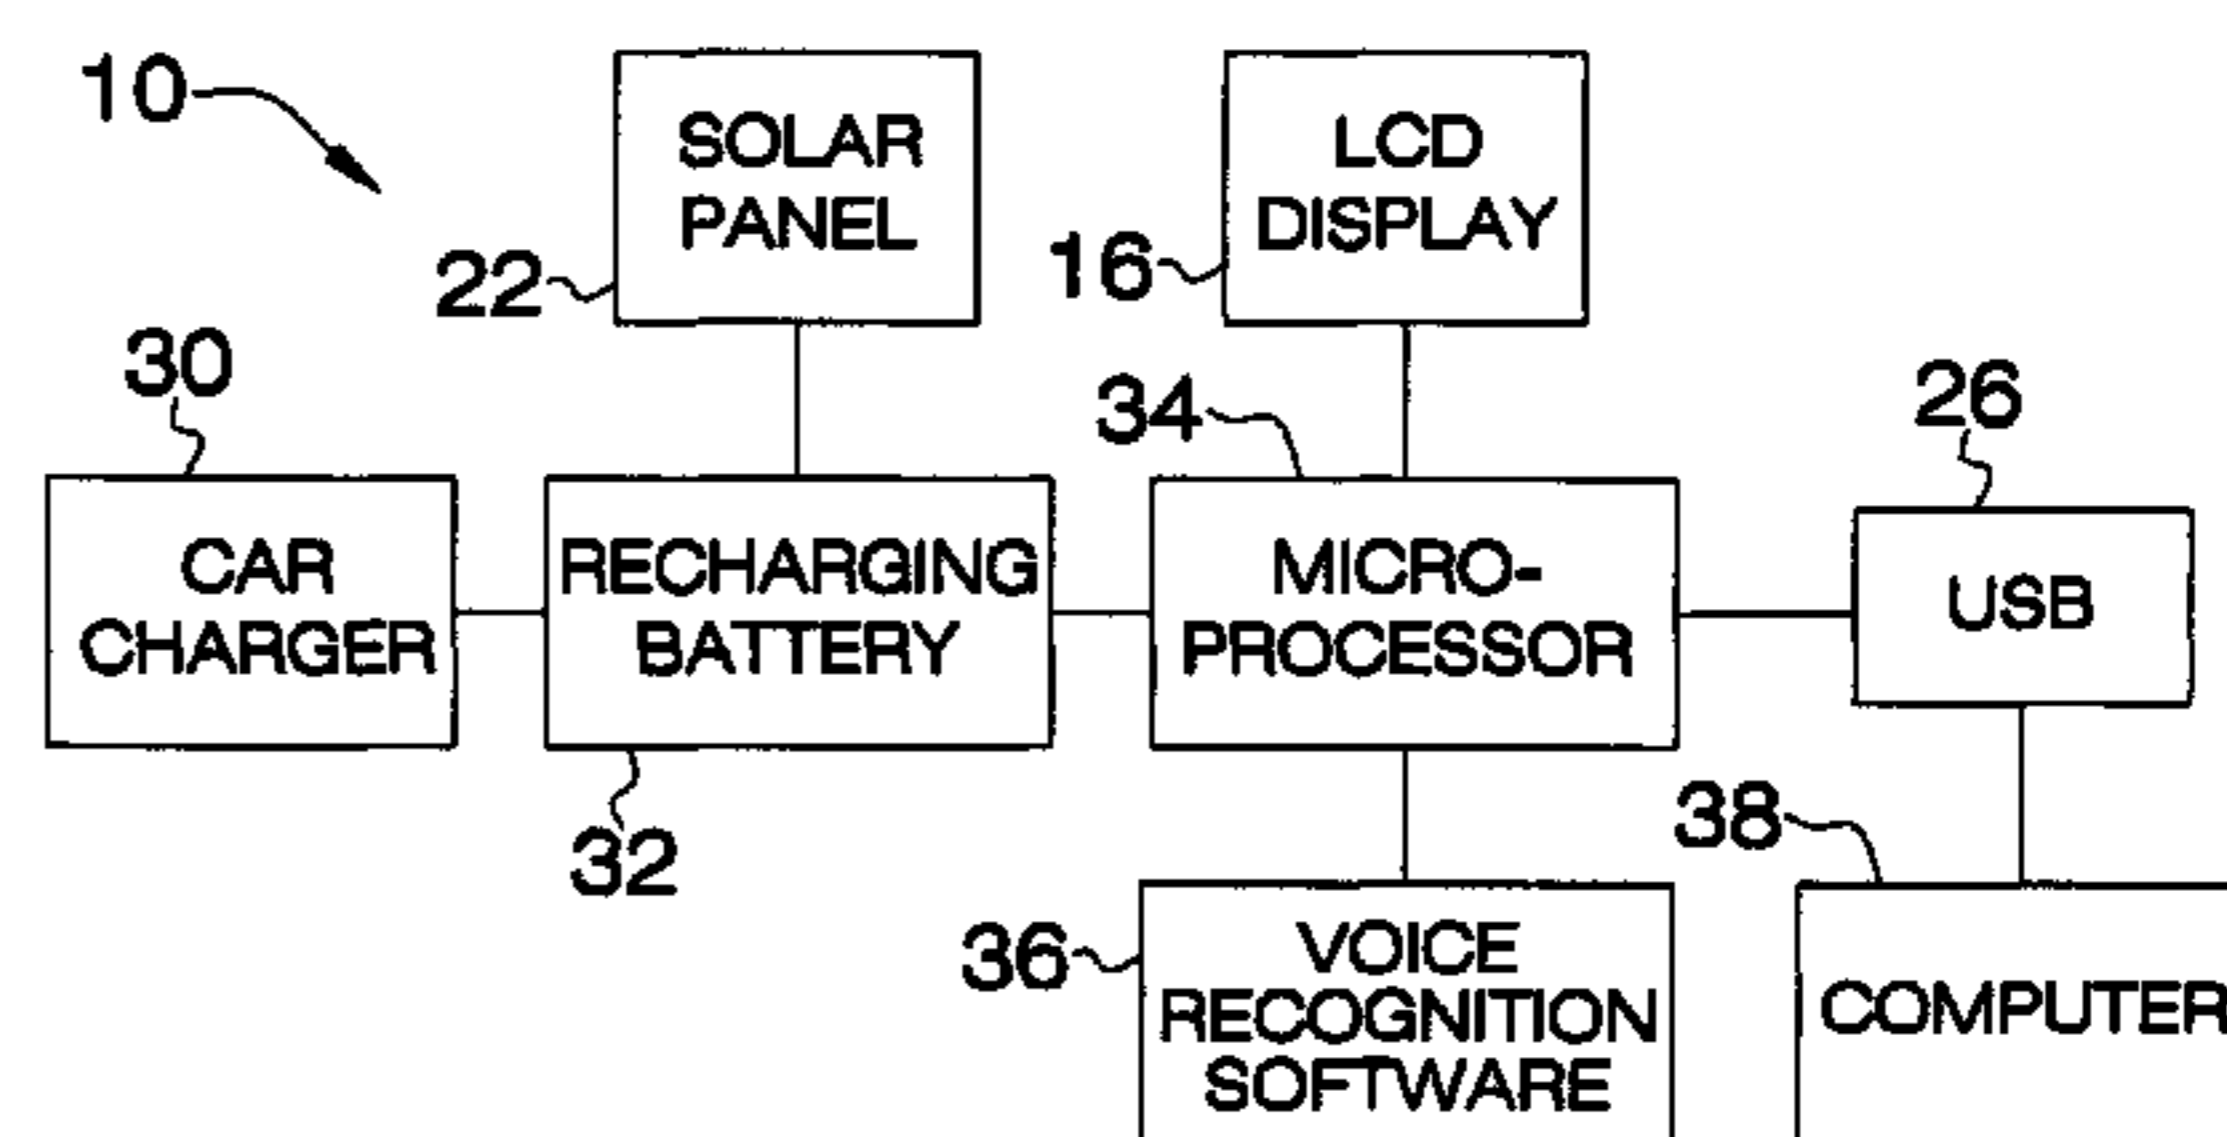 10
SOLAR
PANEL
22
LCD
DISPLAY
16
30
CAR
CHARGER
RECHARGING
BATTERY
32
34
MICRO-
PROCESSOR
26
USB
36
VOICE
RECOGNITION
SOFTWARE
38
COMPUTER